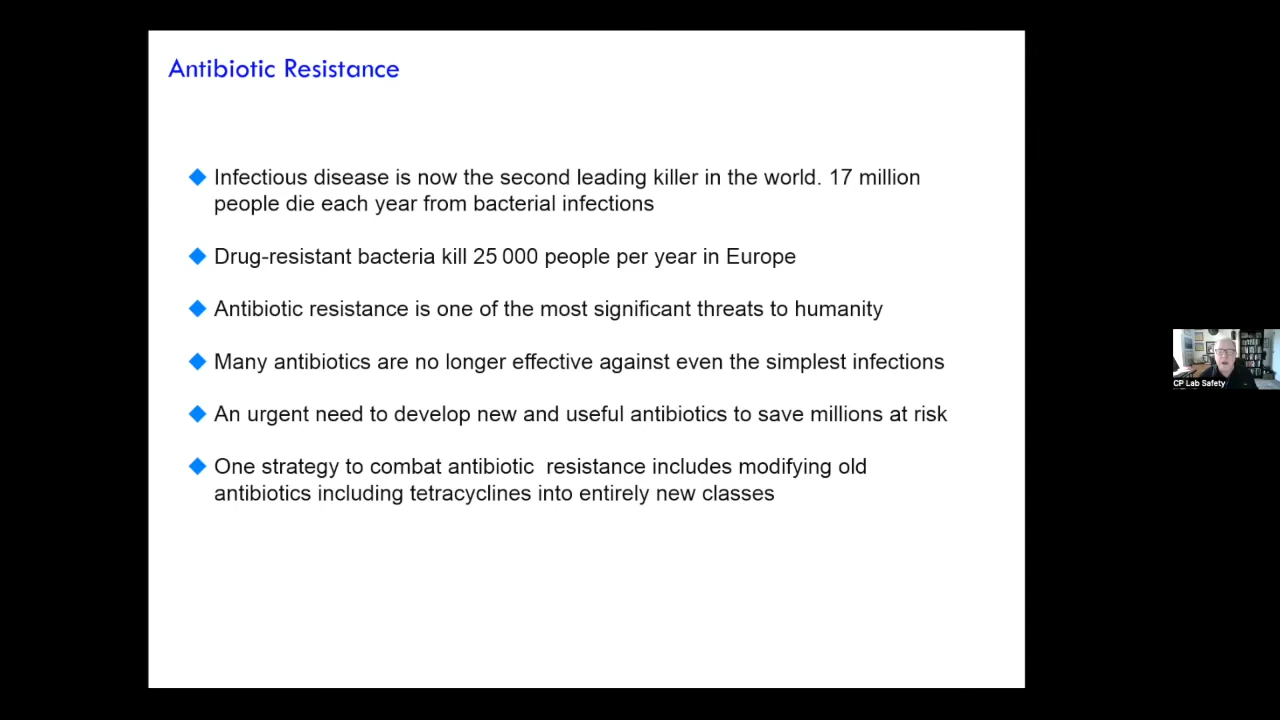 Antibiotic Resistance
Infectious disease is now the second leading killer in the world. 17 million
people die each year from bacterial infections
Drug-resistant bacteria kill 25 000 people per year in Europe
Antibiotic resistance is one of the most significant threats to humanity
Many antibiotics are no longer effective against even the simplest infections
An urgent need to develop new and useful antibiotics to save millions at risk
One strategy to combat antibiotic  resistance includes modifying old
antibiotics including tetracyclines into entirely new classes
CP Lab Safety